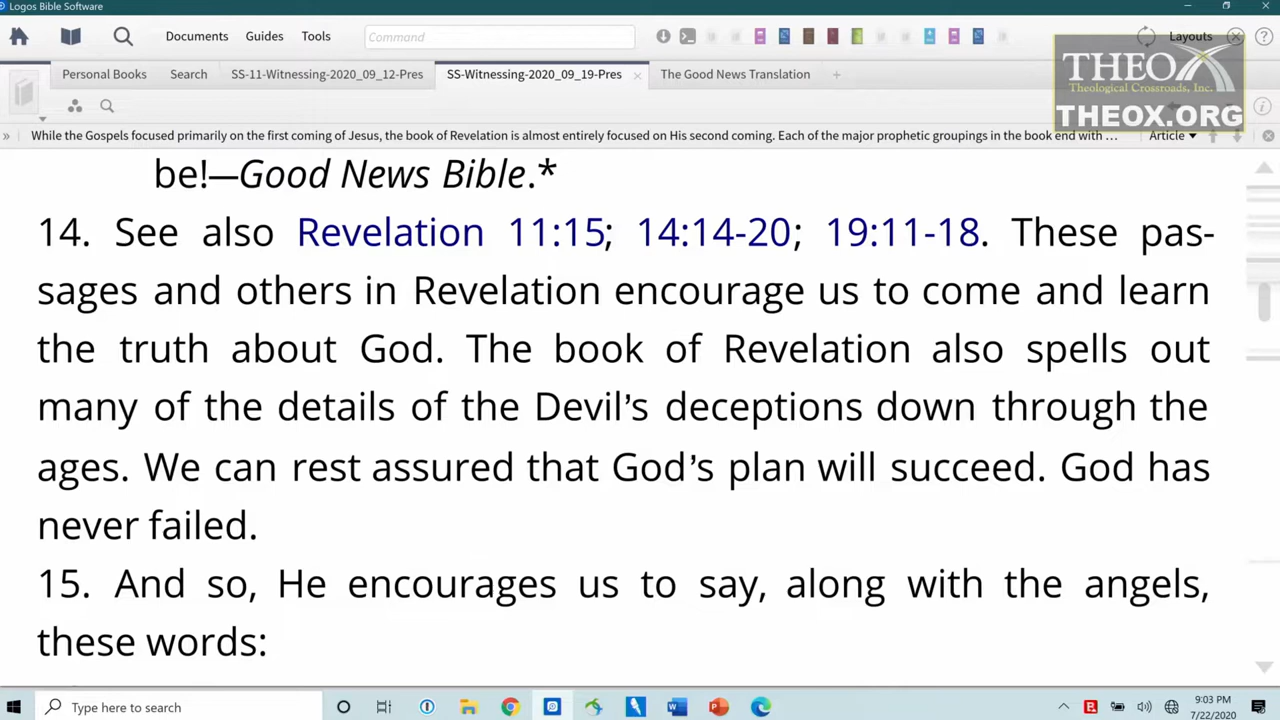 Logos Bible Software
Documents Guides Tools Command Layouts
THEOX
Theological Crossroads, Inc.
THEOX.ORG
Personal Books Search SS-11-Witnessing-2020_09_12-Pres SS-Witnessing-2020_09_19-Pres × The Good News Translation +
» While the Gospels focused primarily on the first coming of Jesus, the book of Revelation is almost entirely focused on His second coming. Each of the major prophetic groupings in the book end with ... Article
be!—Good News Bible.*
14. See also Revelation 11:15; 14:14-20; 19:11-18. These pas-
sages and others in Revelation encourage us to come and learn
the truth about God. The book of Revelation also spells out
many of the details of the Devil’s deceptions down through the
ages. We can rest assured that God’s plan will succeed. God has
never failed.
15. And so, He encourages us to say, along with the angels,
these words:
Type here to search
9:03 PM
7/22/2020